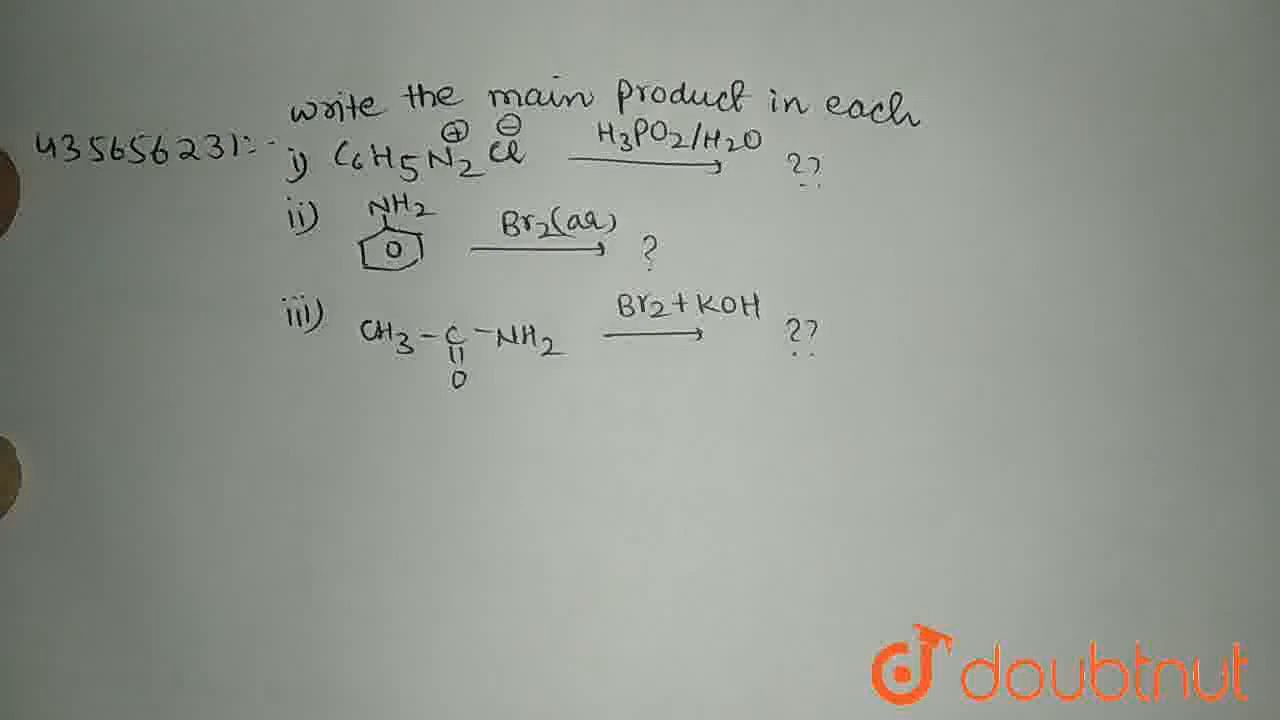 write the main product in each
435656231:-
i) C6H5N2⊕ Cl⊖ H3PO2/H2O ??
ii) NH2 Br2(aq) ?
iii) CH3-C-NH2 Br2+KOH ??
O
doubtnut